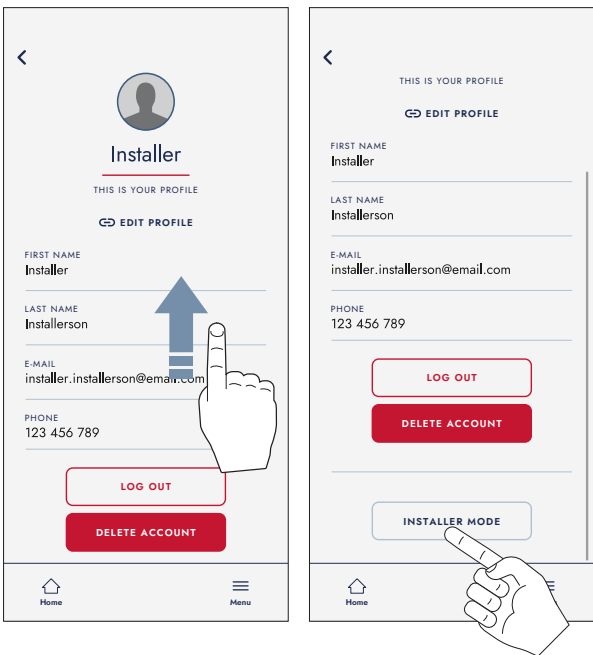 Installer
THIS IS YOUR PROFILE
EDIT PROFILE
FIRST NAME
Installer
LAST NAME
Installerson
E-MAIL
installer.installerson@email.com
PHONE
123 456 789
LOG OUT
DELETE ACCOUNT
Home
Menu
THIS IS YOUR PROFILE
EDIT PROFILE
FIRST NAME
Installer
LAST NAME
Installerson
E-MAIL
installer.installerson@email.com
PHONE
123 456 789
LOG OUT
DELETE ACCOUNT
INSTALLER MODE
Home